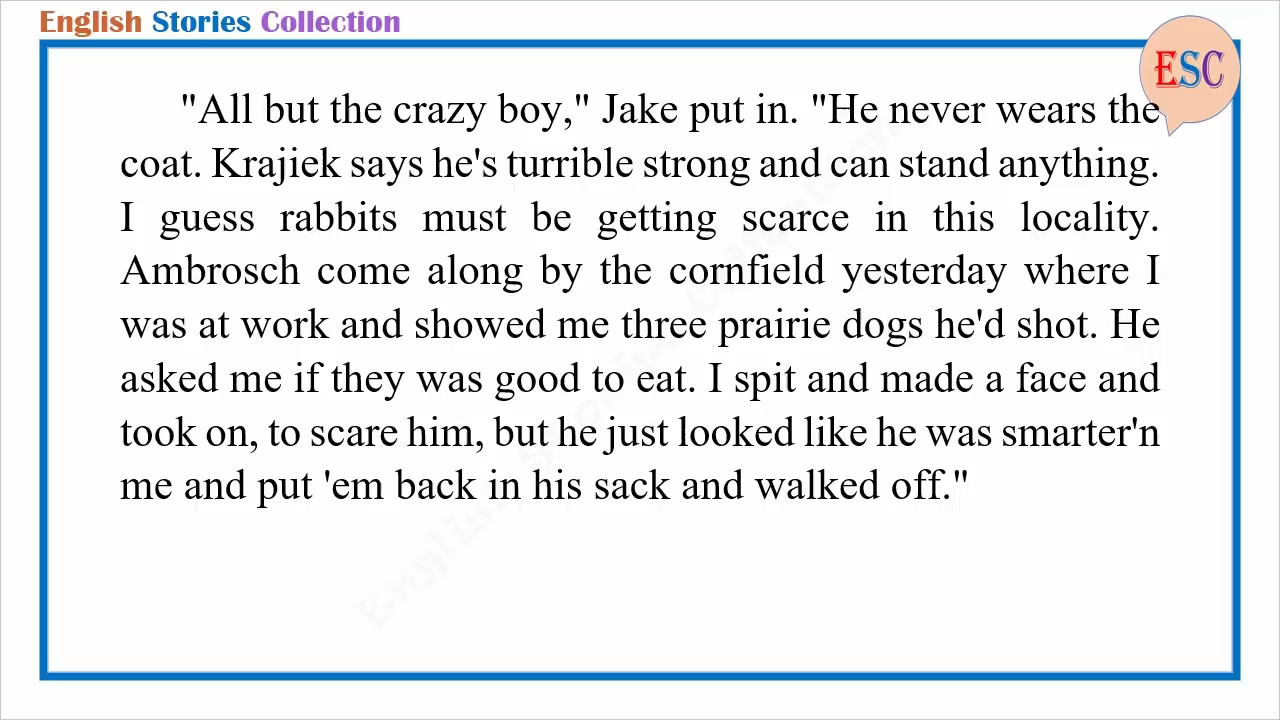 English Stories Collection
ESC
"All but the crazy boy," Jake put in. "He never wears the
coat. Krajiek says he's turrible strong and can stand anything.
I guess rabbits must be getting scarce in this locality.
Ambrosch come along by the cornfield yesterday where I
was at work and showed me three prairie dogs he'd shot. He
asked me if they was good to eat. I spit and made a face and
took on, to scare him, but he just looked like he was smarter'n
me and put 'em back in his sack and walked off."